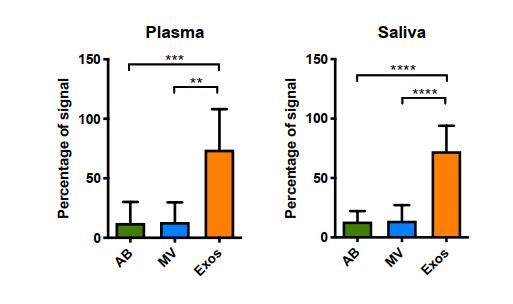 Plasma
Percentage of signal
150
100
50
0
***
**
AB
MV
Exos
Saliva
Percentage of signal
150
100
50
0
****
****
AB
MV
Exos